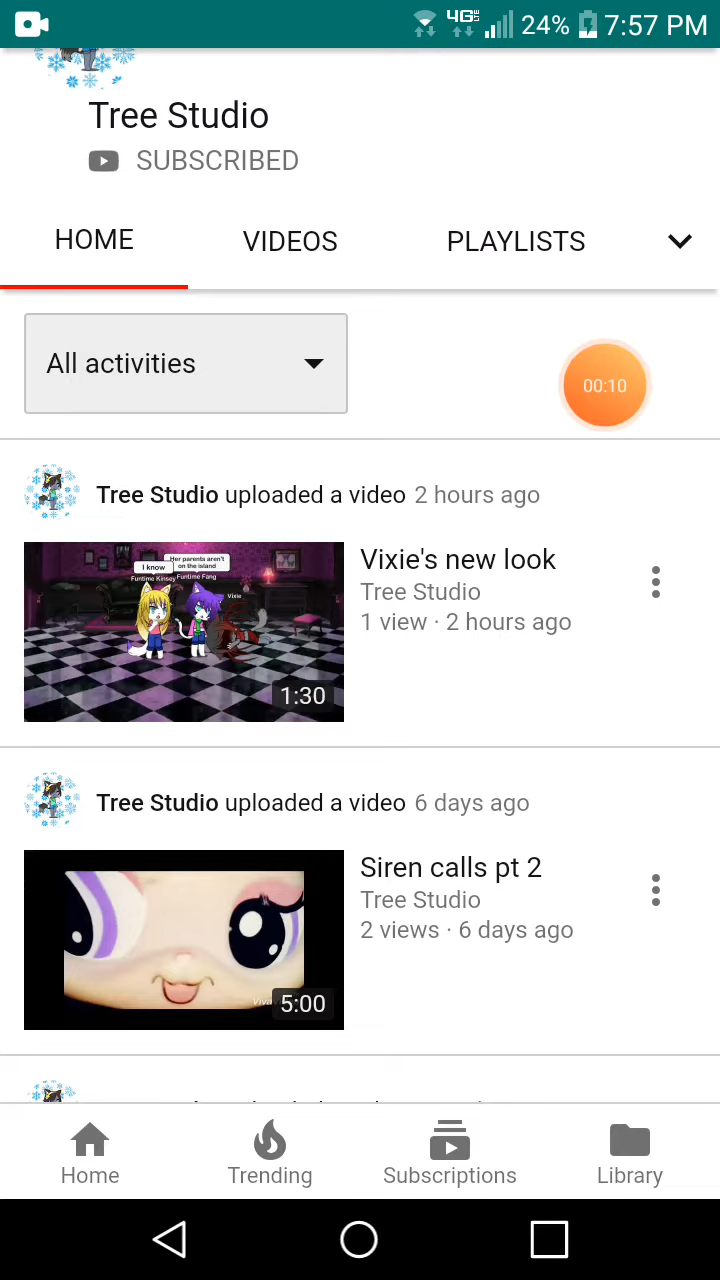 24% 7:57 PM
Tree Studio
SUBSCRIBED
HOME VIDEOS PLAYLISTS
All activities
00:10
Tree Studio uploaded a video 2 hours ago
I know
Her parents aren't
on the island
Funtime Kinsey
Funtime Fang
Vixie
1:30
Vixie's new look
Tree Studio
1 view · 2 hours ago
Tree Studio uploaded a video 6 days ago
5:00
Siren calls pt 2
Tree Studio
2 views · 6 days ago
Home Trending Subscriptions Library